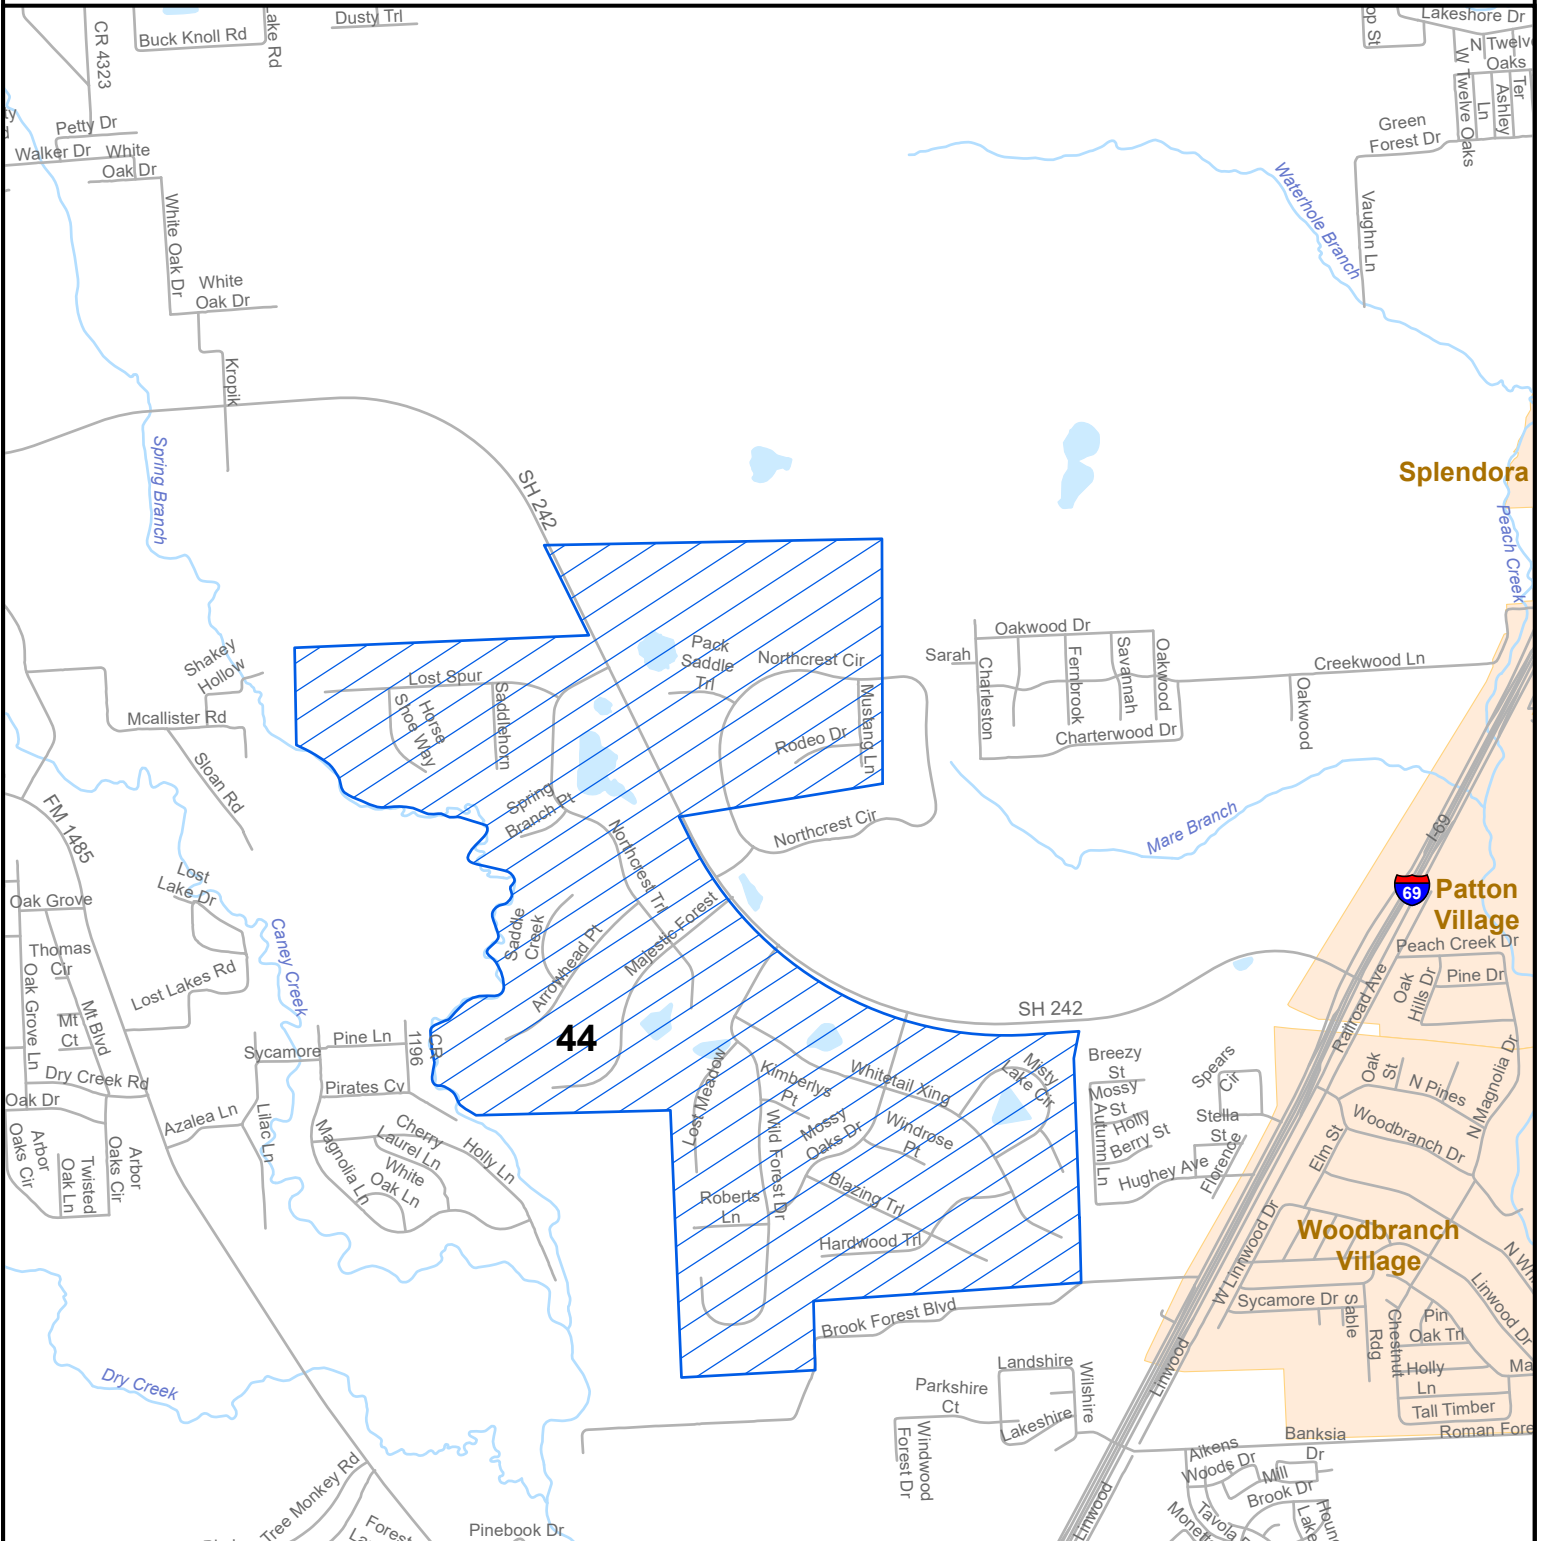 Dusty Trl
Buck Knoll Rd
CR 4323
Lakeshore Dr
N Twelv
Oaks
W Twelve Oaks
Ln
Ashley
Ter
Green
Forest Dr
Vaughn Ln
Waterhole Branch
Petty Dr
Walker Dr
White
Oak Dr
White Oak Dr
White
Oak Dr
Kropik
Spring Branch
SH 242
Splendora
Peach Creek
Shakey
Hollow
Mcallister Rd
Sloan Rd
Lost Spur
Horse
Shoe Way
Saddlehorn
Pack
Saddle
Trl
Northcrest Cir
Mustang Ln
Rodeo Dr
Northcrest Cir
Spring
Branch Pt
Northcrest Trl
Oakwood Dr
Sarah
Charleston
Fernbrook
Savannah
Oakwood
Charterwood Dr
Creekwood Ln
Oakwood
Mare Branch
I-69
69
Patton
Village
FM 1485
Oak Grove
Thomas
Cir
Oak Grove Ln
Mt
Ct
Mt Blvd
Lost
Lake Dr
Lost Lakes Rd
Caney Creek
Saddle
Creek
Arrowhead Pt
Majestic Forest
44
SH 242
Peach Creek Dr
Oak
Hills Dr
Pine Dr
Railroad Ave
Dry Creek Rd
Oak Dr
Arbor
Oaks Cir
Twisted
Oak Ln
Arbor
Oaks Cir
Azalea Ln
Lilac Ln
Sycamore
Pine Ln
CR
1196
Pirates Cv
Magnolia Ln
Cherry
Laurel Ln
White
Oak Ln
Holly Ln
Lost Meadow
Kimberlys
Pt
Wild Forest Dr
Mossy
Oaks Dr
Whitetail Xing
Windrose
Pt
Misty
Lake Cir
Roberts
Ln
Blazing Trl
Hardwood Trl
Brook Forest Blvd
Breezy
St
Mossy
St
Autumn Ln
Holly
Berry St
Hughey Ave
Spears
Cir
Stella
St
Florence
Oak
St
N Pines
N Magnolia Dr
Woodbranch Dr
Elm St
Woodbranch
Village
W Linnwood Dr
Sycamore Dr
Sable
Rdg
Chestnut
Pin
Oak Trl
Holly
Ln
Tall Timber
Linwood Dr
Dry Creek
Landshire
Parkshire
Ct
Lakeshire
Wilshire
Windwood
Forest Dr
Linwood
Linwood
Banksia
Dr
Roman Fore
Aikens
Woods Dr
Mill
Brook Dr
Tavola
Tree Monkey Rd
Forest
Pinebook Dr